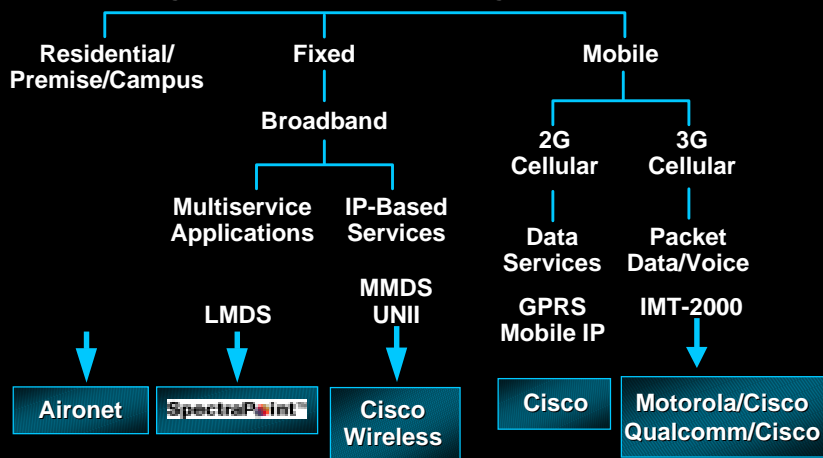 Residential/
Premise/Campus
Fixed
Mobile
Broadband
2G
Cellular
3G
Cellular
Multiservice
Applications
IP-Based
Services
Data
Services
Packet
Data/Voice
LMDS
MMDS
UNII
GPRS
Mobile IP
IMT-2000
Aironet
SpectraPoint™
Cisco
Wireless
Cisco
Motorola/Cisco
Qualcomm/Cisco